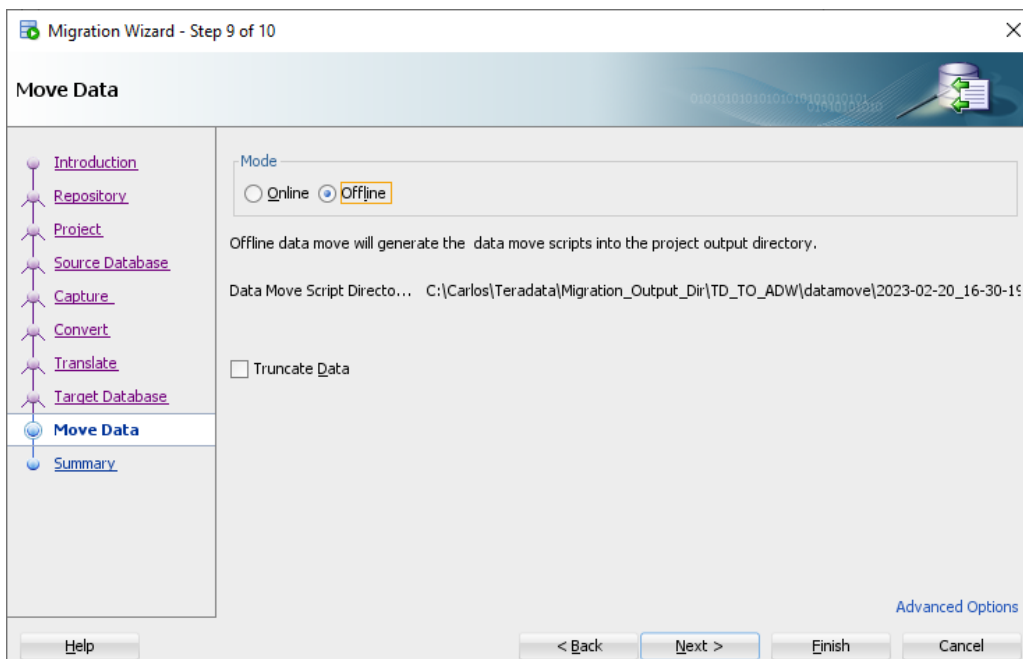 Migration Wizard - Step 9 of 10
Move Data
Introduction
Repository
Project
Source Database
Capture
Convert
Translate
Target Database
Move Data
Summary
Mode
Online Offline
Offline data move will generate the data move scripts into the project output directory.
Data Move Script Directo... C:\Carlos\Teradata\Migration_Output_Dir\TD_TO_ADW\datamove\2023-02-20_16-30-19
Truncate Data
Advanced Options
Help < Back Next > Finish Cancel